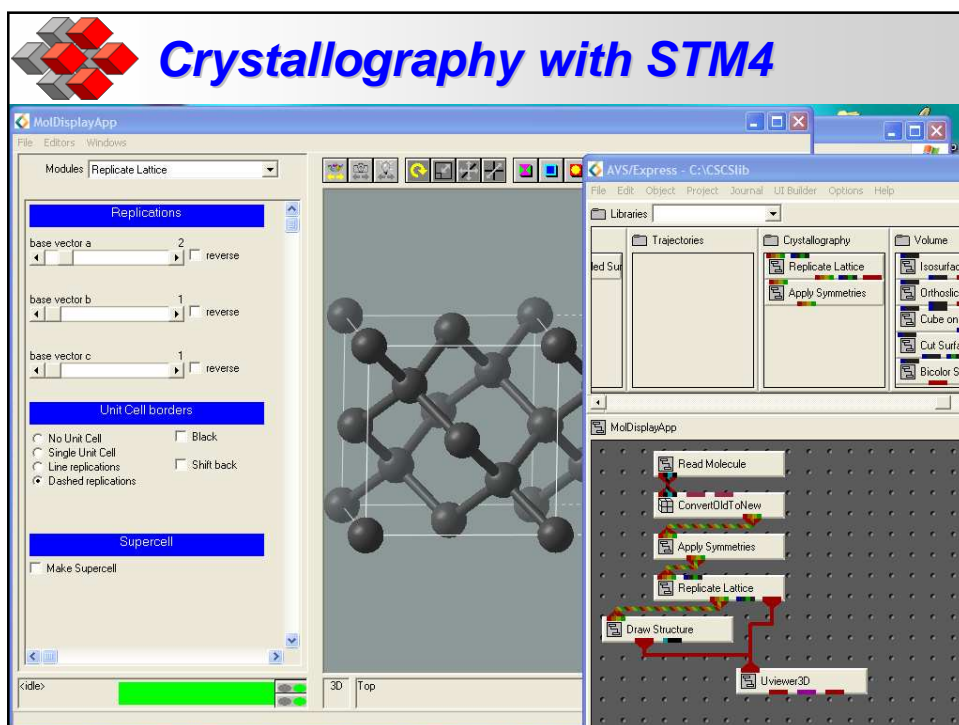 Crystallography with STM4
MolDisplayApp
File Editors Windows
Modules Replicate Lattice
Replications
base vector a 2
reverse
base vector b 1
reverse
base vector c 1
reverse
Unit Cell borders
No Unit Cell
Black
Single Unit Cell
Line replications
Shift back
Dashed replications
Supercell
Make Supercell
<idle>
3D Top
AVS/Express - C:\CSCSlib
File Edit Object Project Journal UI Builder Options Help
Libraries
Trajectories
Crystallography
Volume
led Sur
Replicate Lattice
Isosurfac
Apply Symmetries
Orthoslic
Cube on
Cut Surfa
Bicolor S
MolDisplayApp
Read Molecule
ConvertOldToNew
Apply Symmetries
Replicate Lattice
Draw Structure
Uviewer3D